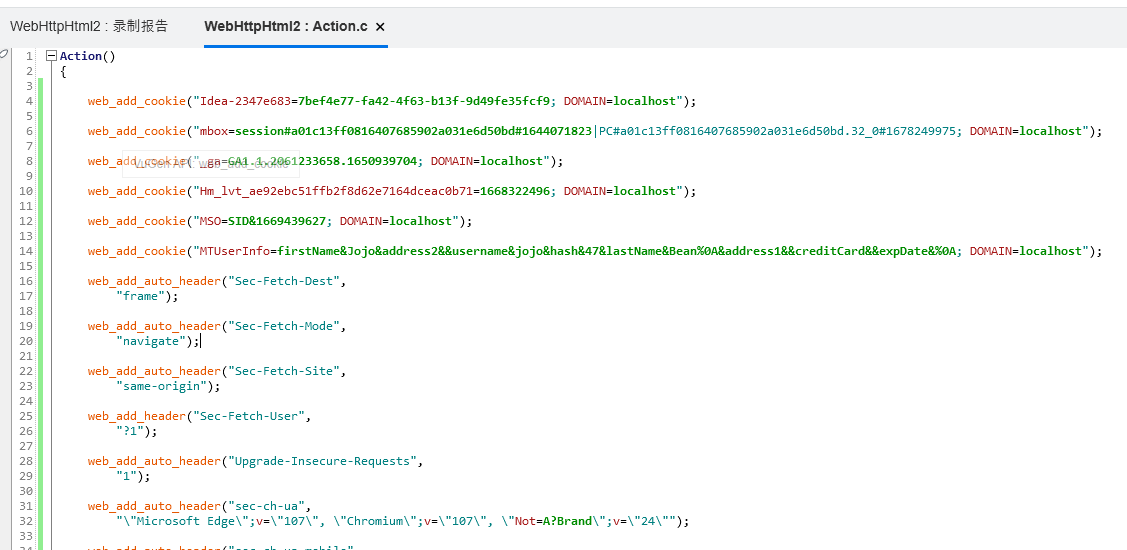 WebHttpHtml2 : 录制报告 WebHttpHtml2 : Action.c ×
1 Action()
2 {
3
4 web_add_cookie("Idea-2347e683=7bef4e77-fa42-4f63-b13f-9d49fe35fcf9; DOMAIN=localhost");
5
6 web_add_cookie("mbox=session#a01c13ff0816407685902a031e6d50bd#1644071823|PC#a01c13ff0816407685902a031e6d50bd.32_0#1678249975; DOMAIN=localhost");
7
8 web_add_cookie("_ga=GA1.1.2061233658.1650939704; DOMAIN=localhost");
9
10 web_add_cookie("Hm_lvt_ae92ebc51ffb2f8d62e7164dceac0b71=1668322496; DOMAIN=localhost");
11
12 web_add_cookie("MSO=SID&1669439627; DOMAIN=localhost");
13
14 web_add_cookie("MTUserInfo=firstName&Jojo&address2&&username&jojo&hash&47&lastName&Bean%0A&address1&&creditCard&&expDate&%0A; DOMAIN=localhost");
15
16 web_add_auto_header("Sec-Fetch-Dest",
17 "frame");
18
19 web_add_auto_header("Sec-Fetch-Mode",
20 "navigate");
21
22 web_add_auto_header("Sec-Fetch-Site",
23 "same-origin");
24
25 web_add_header("Sec-Fetch-User",
26 "?1");
27
28 web_add_auto_header("Upgrade-Insecure-Requests",
29 "1");
30
31 web_add_auto_header("sec-ch-ua",
32 "\"Microsoft Edge\";v=\"107\", \"Chromium\";v=\"107\", \"Not=A?Brand\";v=\"24\"");
33
34 web_add_auto_header("sec-ch-ua-mobile",